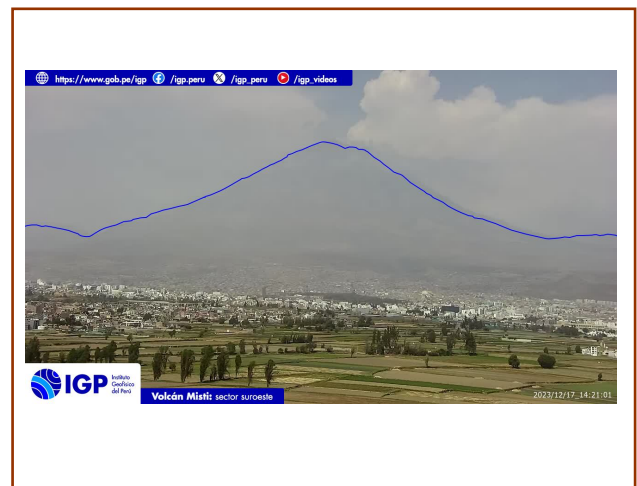 https://www.gob.pe/igp /igp.peru /igp_peru /igp_videos
IGP
Instituto
Geofísico
del Perú
Volcán Misti: sector suroeste
2023/12/17_14:21:01